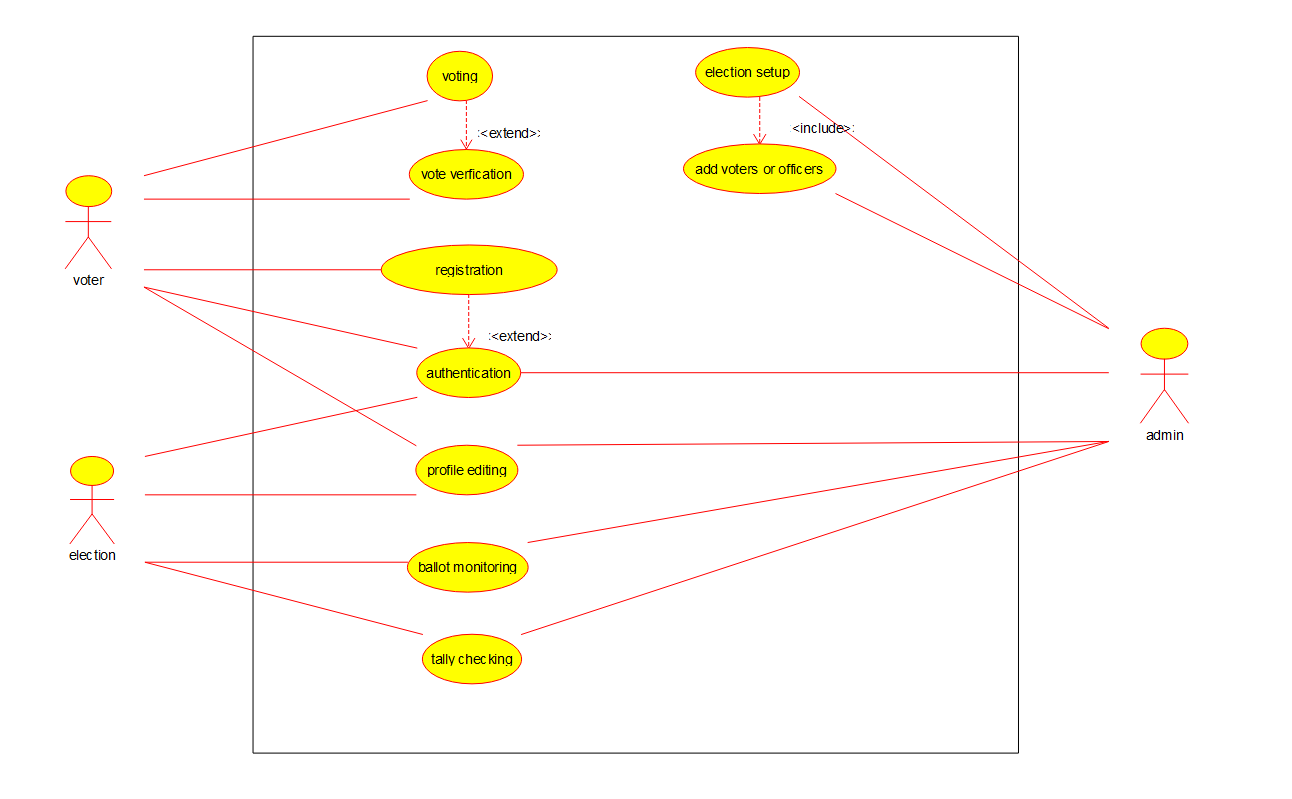 voting
election setup
:<extend>:
<include>:
vote verfication
add voters or officers
voter
registration
:<extend>:
authentication
admin
profile editing
election
ballot monitoring
tally checking